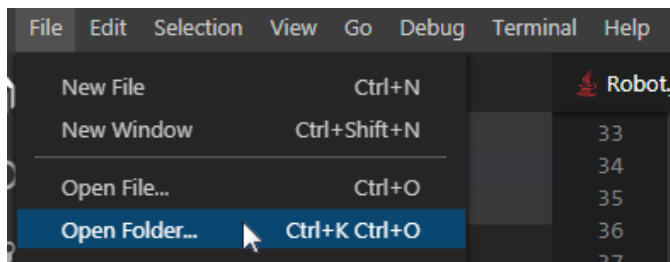 File Edit Selection View Go Debug Terminal Help
New File Ctrl+N
Robot.
New Window Ctrl+Shift+N
33
34
Open File... Ctrl+O
35
Open Folder... Ctrl+K Ctrl+O
36
37